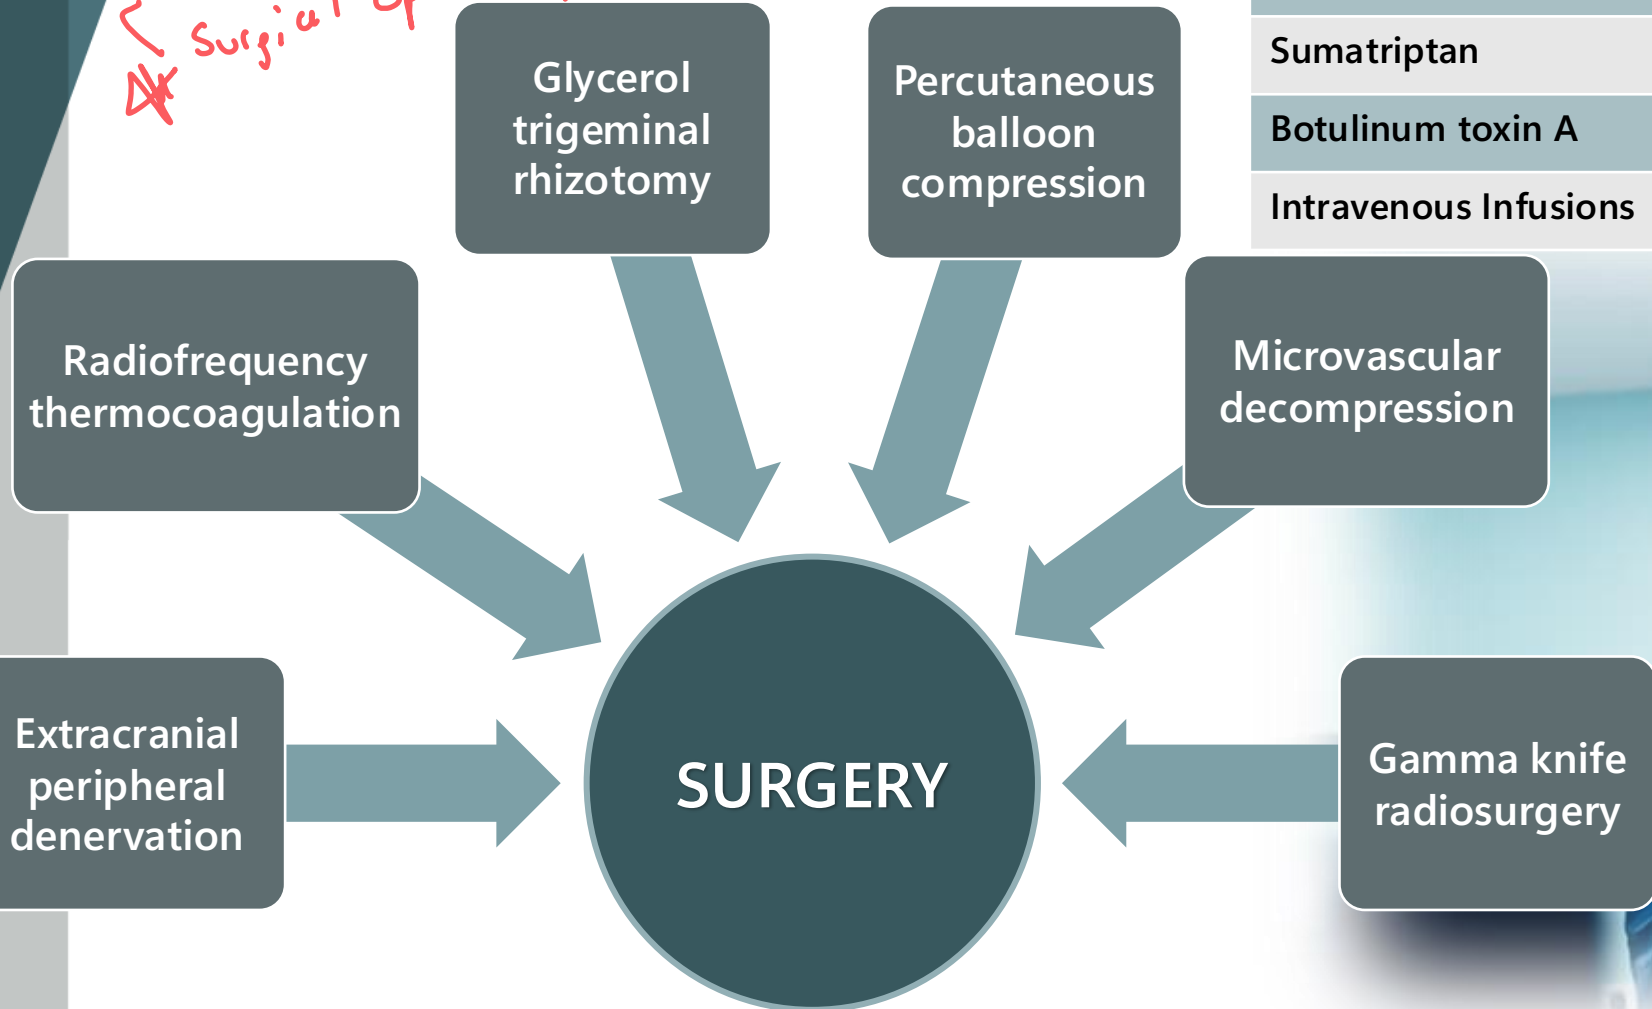 Surgical
Glycerol
trigeminal
rhizotomy
Percutaneous
balloon
compression
Sumatriptan
Botulinum toxin A
Intravenous Infusions
Radiofrequency
thermocoagulation
Microvascular
decompression
Extracranial
peripheral
denervation
SURGERY
Gamma knife
radiosurgery